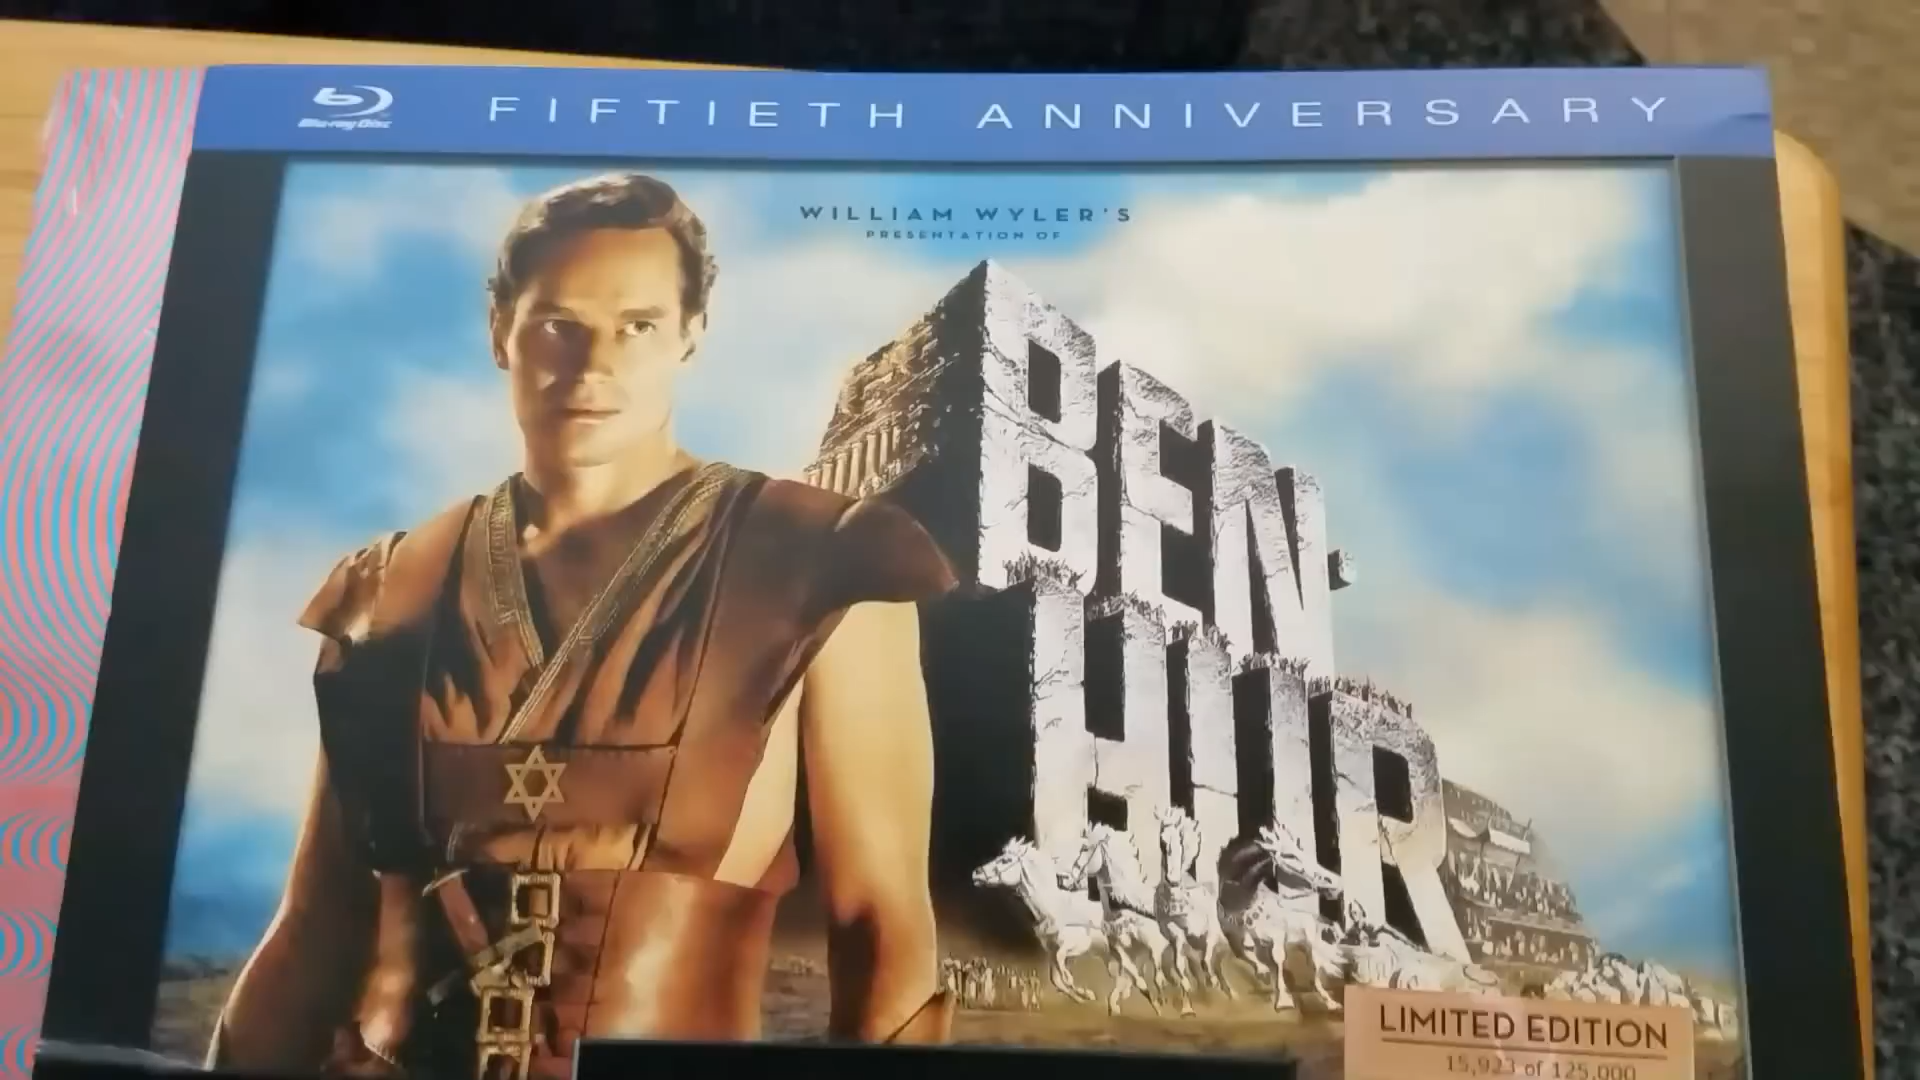 Blu-ray Disc
FIFTIETH ANNIVERSARY
WILLIAM WYLER'S
PRESENTATION OF
BEN-
HUR
LIMITED EDITION
15,923 of 125,000